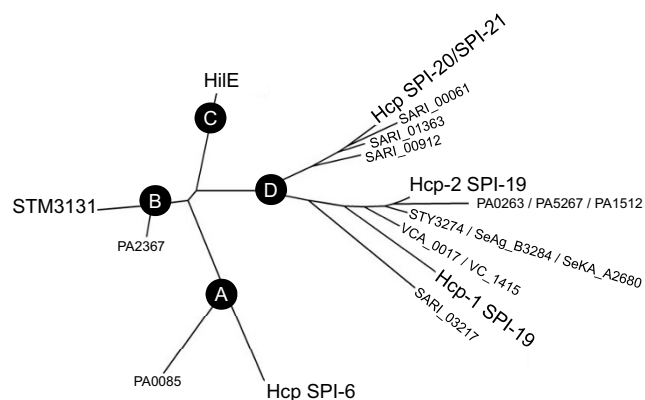 Hcp SPI-20/SPI-21
HilE
SARI_00061
C
SARI_01363
SARI_00912
D
Hcp-2 SPI-19
STM3131
B
PA0263 / PA5267 / PA1512
STY3274 / SeAg_B3284 / SeKA_A2680
PA2367
VCA_0017 / VC_1415
Hcp-1 SPI-19
A
SARI_03217
PA0085
Hcp SPI-6